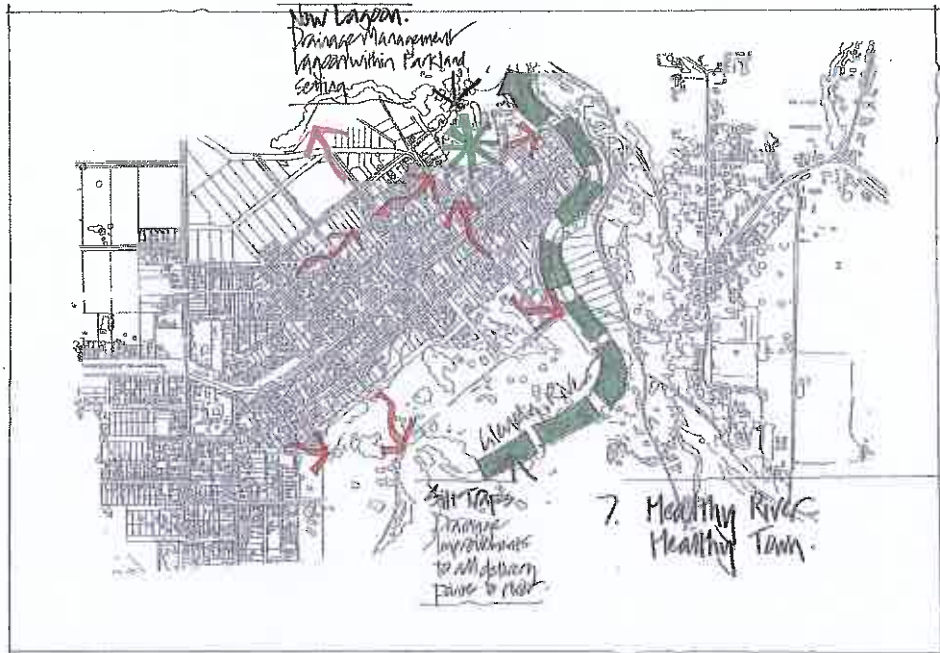 New Lagoon.
Drainage Management
Lagoon within Parkland
setting
Silt Traps
Drainage
Improvements
to all delivery
7. Healthy River
Healthy Town.